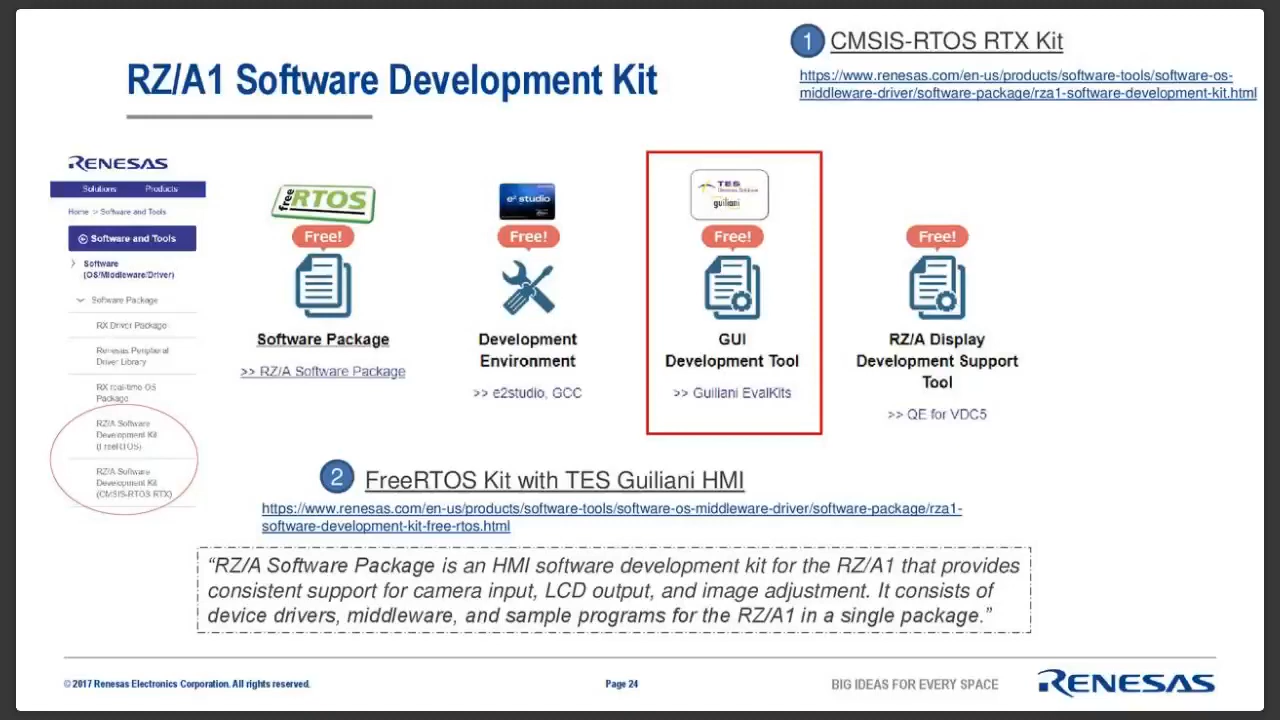 1 CMSIS-RTOS RTX Kit
RZ/A1 Software Development Kit
https://www.renesas.com/en-us/products/software-tools/software-os-
middleware-driver/software-package/rza1-software-development-kit.html
RENESAS
Solutions Products
Home > Software and Tools
Software and Tools
Software
(OS/Middleware/Driver)
Software Package
RX Driver Package
Renesas Peripheral
Driver Library
RX real-time OS
Package
RZ/A Software
Development Kit
(FreeRTOS)
RZ/A Software
Development Kit
(CMSIS-RTOS RTX)
free RTOS
Free!
Software Package
>> RZ/A Software Package
e² studio
Free!
Development
Environment
>> e2studio, GCC
TES
guiliani
Free!
GUI
Development Tool
>> Guiliani EvalKits
Free!
RZ/A Display
Development Support
Tool
>> QE for VDC5
2 FreeRTOS Kit with TES Guiliani HMI
https://www.renesas.com/en-us/products/software-tools/software-os-middleware-driver/software-package/rza1-
software-development-kit-free-rtos.html
“RZ/A Software Package is an HMI software development kit for the RZ/A1 that provides
consistent support for camera input, LCD output, and image adjustment. It consists of
device drivers, middleware, and sample programs for the RZ/A1 in a single package.”
© 2017 Renesas Electronics Corporation. All rights reserved.
Page 24
BIG IDEAS FOR EVERY SPACE
RENESAS